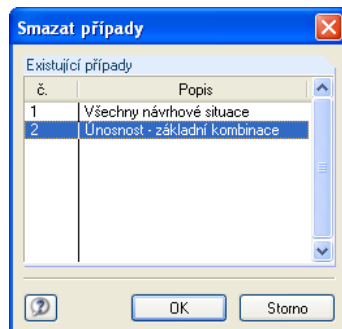 Smazat případy
Existující případy
č. Popis
1 Všechny návrhové situace
2 Únosnost - základní kombinace
OK Storno